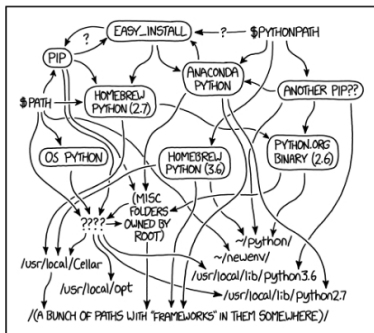 EASY_INSTALL
?
$PYTHONPATH
?
PIP
ANACONDA
PYTHON
ANOTHER PIP??
HOMEBREW
PYTHON (2.7)
$PATH
OS PYTHON
HOMEBREW
PYTHON
(3.6)
PYTHON.ORG
BINARY (2.6)
(MISC
FOLDERS
OWNED BY
ROOT)
????
~/python/
~/newenv/
/usr/local/Cellar
/usr/local/lib/python3.6
/usr/local/opt
/usr/local/lib/python2.7
/(A BUNCH OF PATHS WITH "FRAMEWORKS" IN THEM SOMEWHERE)/